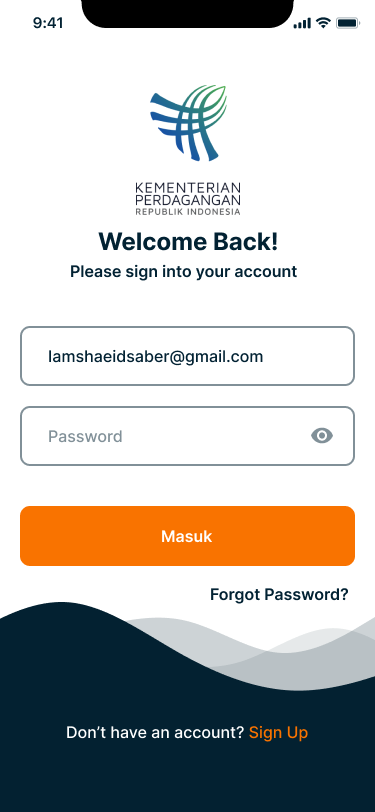 9:41
KEMENTERIAN
PERDAGANGAN
REPUBLIK INDONESIA
Welcome Back!
Please sign into your account
Iamshaeidsaber@gmail.com
Password
Masuk
Forgot Password?
Don’t have an account? Sign Up